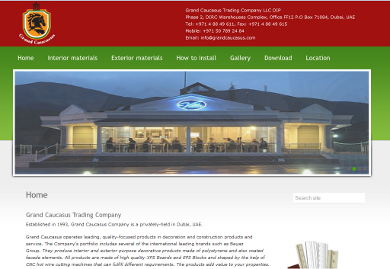 Grand Caucasus Trading Company LLC DIP
Phase 2, DIRC Warehouses Complex, Office FF12 P.O Box 71984, Dubai, UAE
Tel: +971 4 88 49 611, Fax: +971 4 88 49 615
Mobile: +971 50 789 24 84
Email: info@grandcaucasus.com
Grand Caucasus
Home Interior materials Exterior materials How to install Gallery Download Location
Home
Search site
Grand Caucasus Trading Company
Established in 1993, Grand Caucasus Company is a privately-held in Dubai, UAE.
Grand Caucasus operates leading, quality-focused products in decoration and construction products and
service. The Company's portfolio includes several of the international leading brands such as
Group. They produce interior and exterior purpose decorative products made of polystyrene and also coated
facade elements. All products are made of high quality XPS Boards and EPS Blocks and shaped by the help of
CNC hot wire cutting machines that can fulfil different requirements. The products add value to your properties,